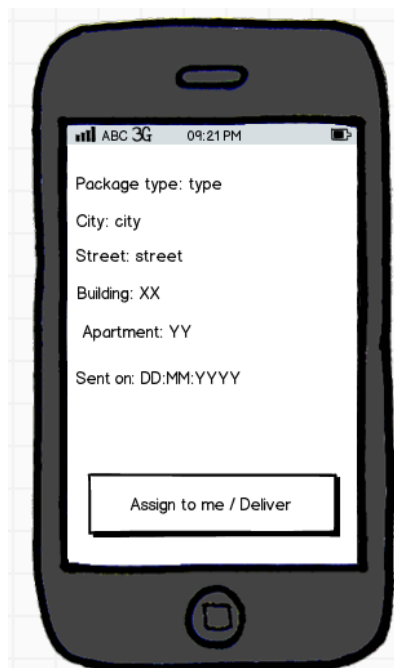 ABC 3G 09:21 PM
Package type: type
City: city
Street: street
Building: XX
Apartment: YY
Sent on: DD:MM:YYYY
Assign to me / Deliver